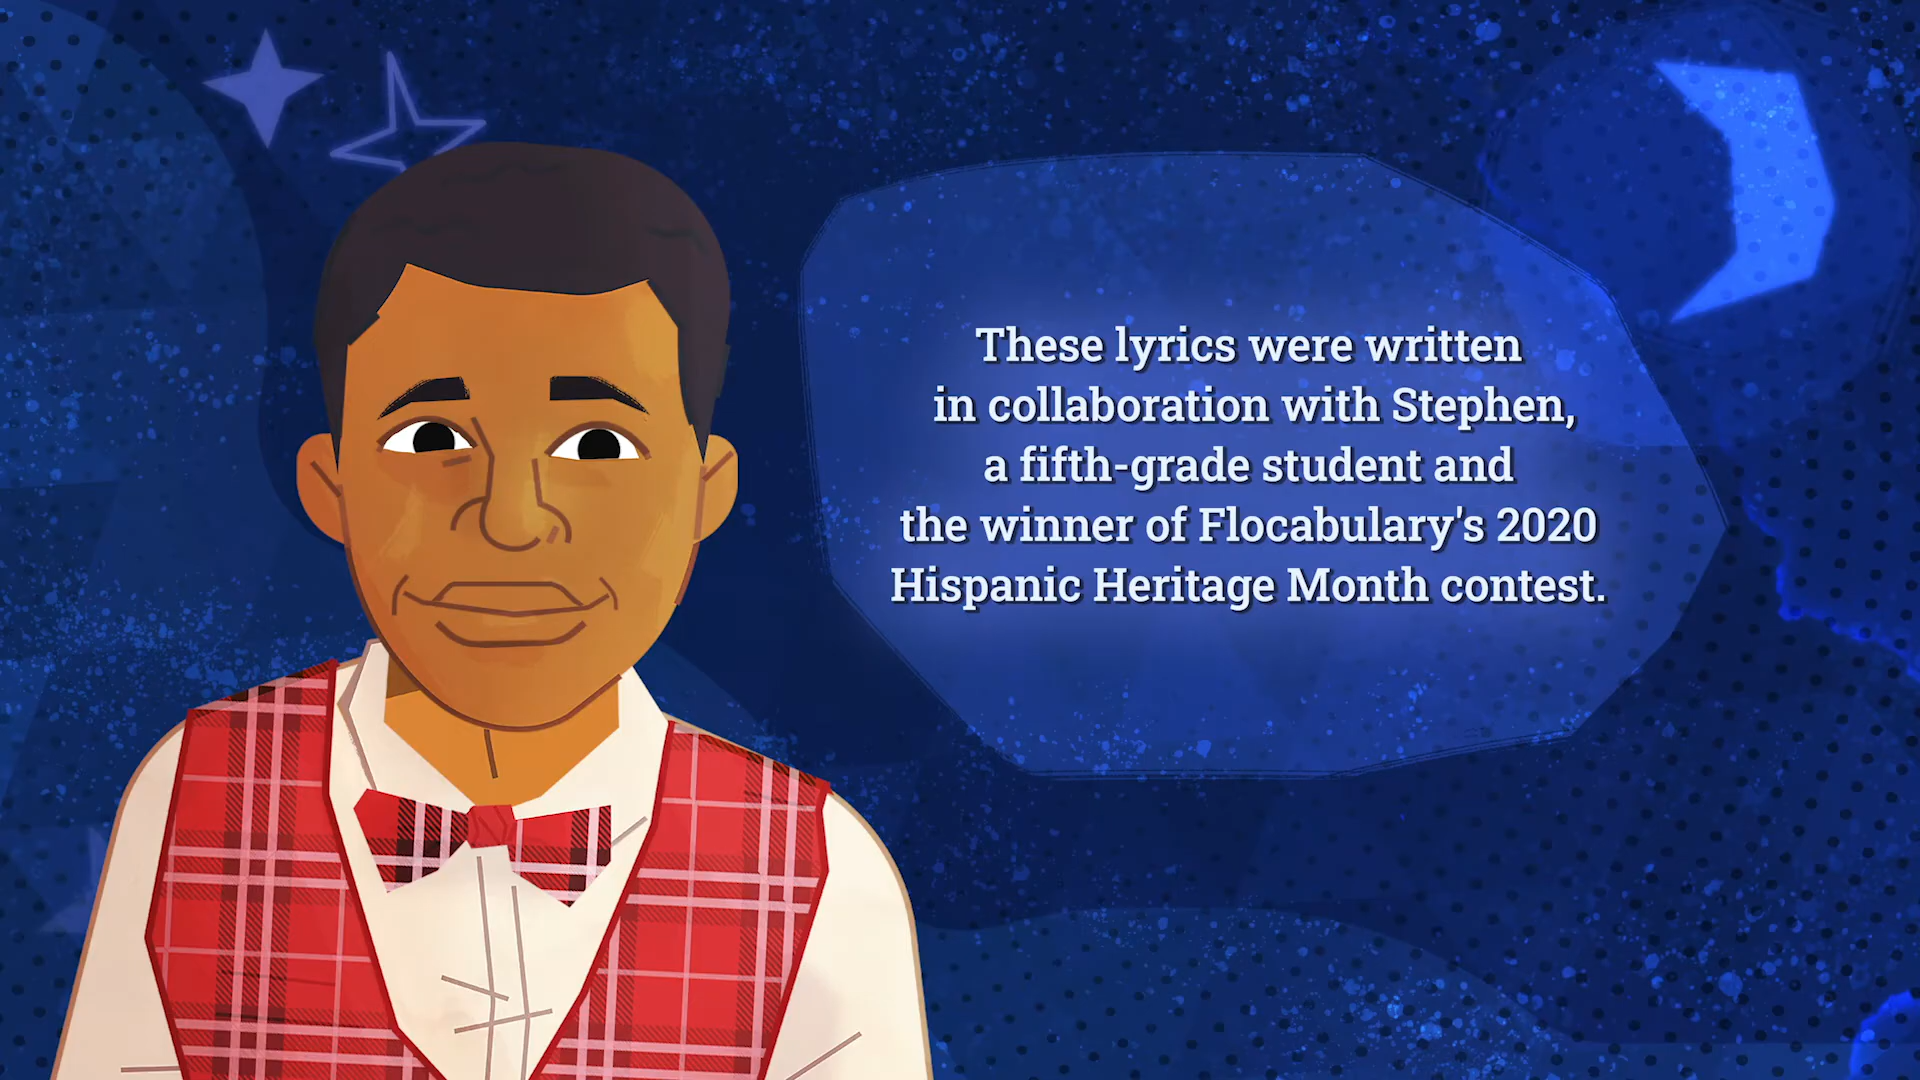 These lyrics were written
in collaboration with Stephen,
a fifth-grade student and
the winner of Flocabulary's 2020
Hispanic Heritage Month contest.